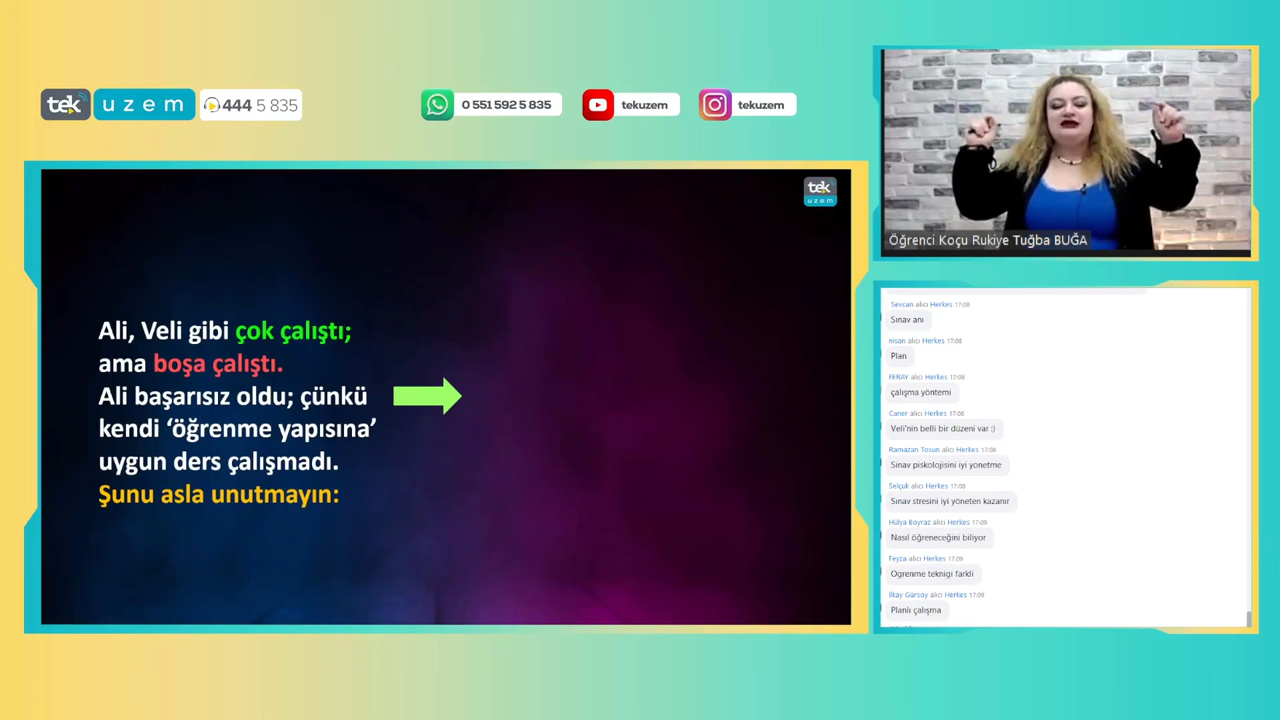 tek uzem 444 5 835
0 551 592 5 835
tekuzem
tekuzem
tek
uzem
Ali, Veli gibi çok çalıştı;
ama boşa çalıştı.
Ali başarısız oldu; çünkü
kendi ‘öğrenme yapısına’
uygun ders çalışmadı.
Şunu asla unutmayın:
Öğrenci Koçu Rukiye Tuğba BUĞA
Sevcan alıcı Herkes 17:08
Sınav anı
nisan alıcı Herkes 17:08
Plan
FERAY alıcı Herkes 17:08
çalışma yöntemi
Caner alıcı Herkes 17:08
Veli'nin belli bir düzeni var :)
Ramazan Tosun alıcı Herkes 17:08
Sinav piskolojisini iyi yonetme
Selçuk alıcı Herkes 17:08
Sınav stresini iyi yöneten kazanır
Hülya Boyraz alıcı Herkes 17:09
Nasıl öğreneceğini biliyor
Feyza alıcı Herkes 17:09
Ogrenme teknigi farkli
İlkay Gürsoy alıcı Herkes 17:09
Planlı çalışma